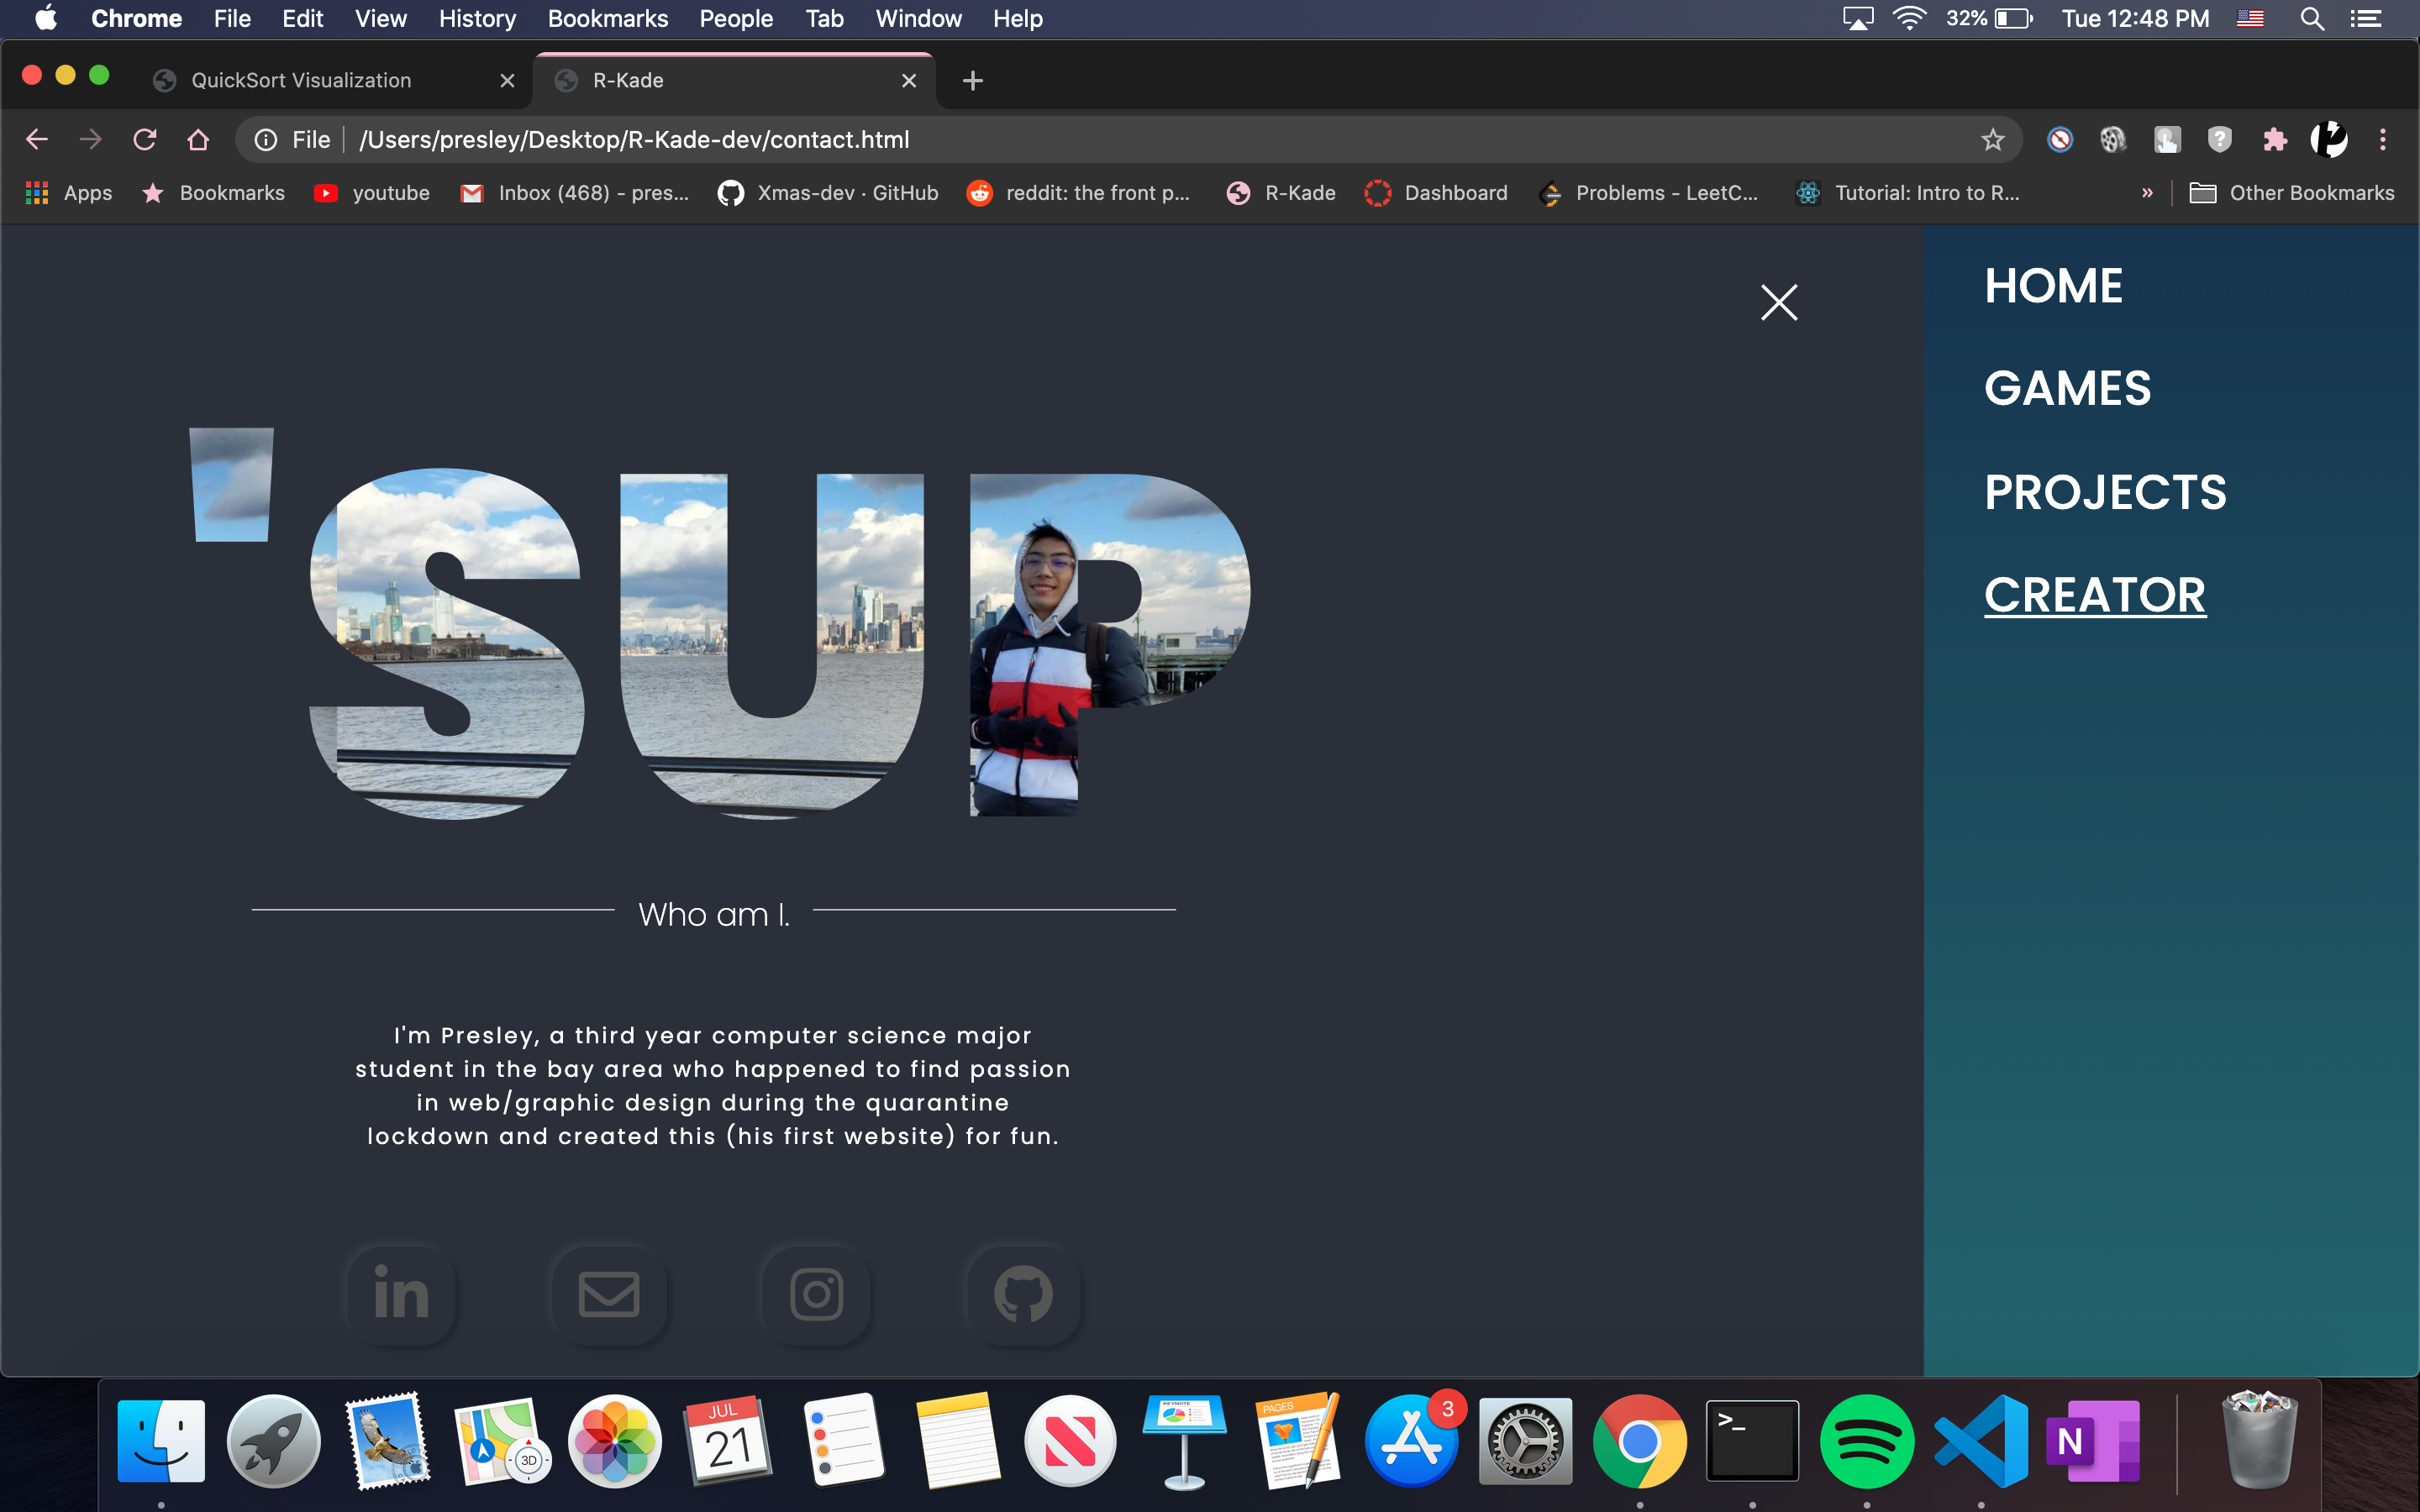 Chrome File Edit View History Bookmarks People Tab Window Help 32% Tue 12:48 PM
QuickSort Visualization R-Kade
File /Users/presley/Desktop/R-Kade-dev/contact.html
Apps Bookmarks youtube Inbox (468) - pres... Xmas-dev · GitHub reddit: the front p... R-Kade Dashboard Problems - LeetC... Tutorial: Intro to R... » Other Bookmarks
HOME
GAMES
PROJECTS
CREATOR
'SUP
Who am I.
I'm Presley, a third year computer science major
student in the bay area who happened to find passion
in web/graphic design during the quarantine
lockdown and created this (his first website) for fun.
in
JUL
21
3D
KEYNOTE
PAGES
3
>_
N